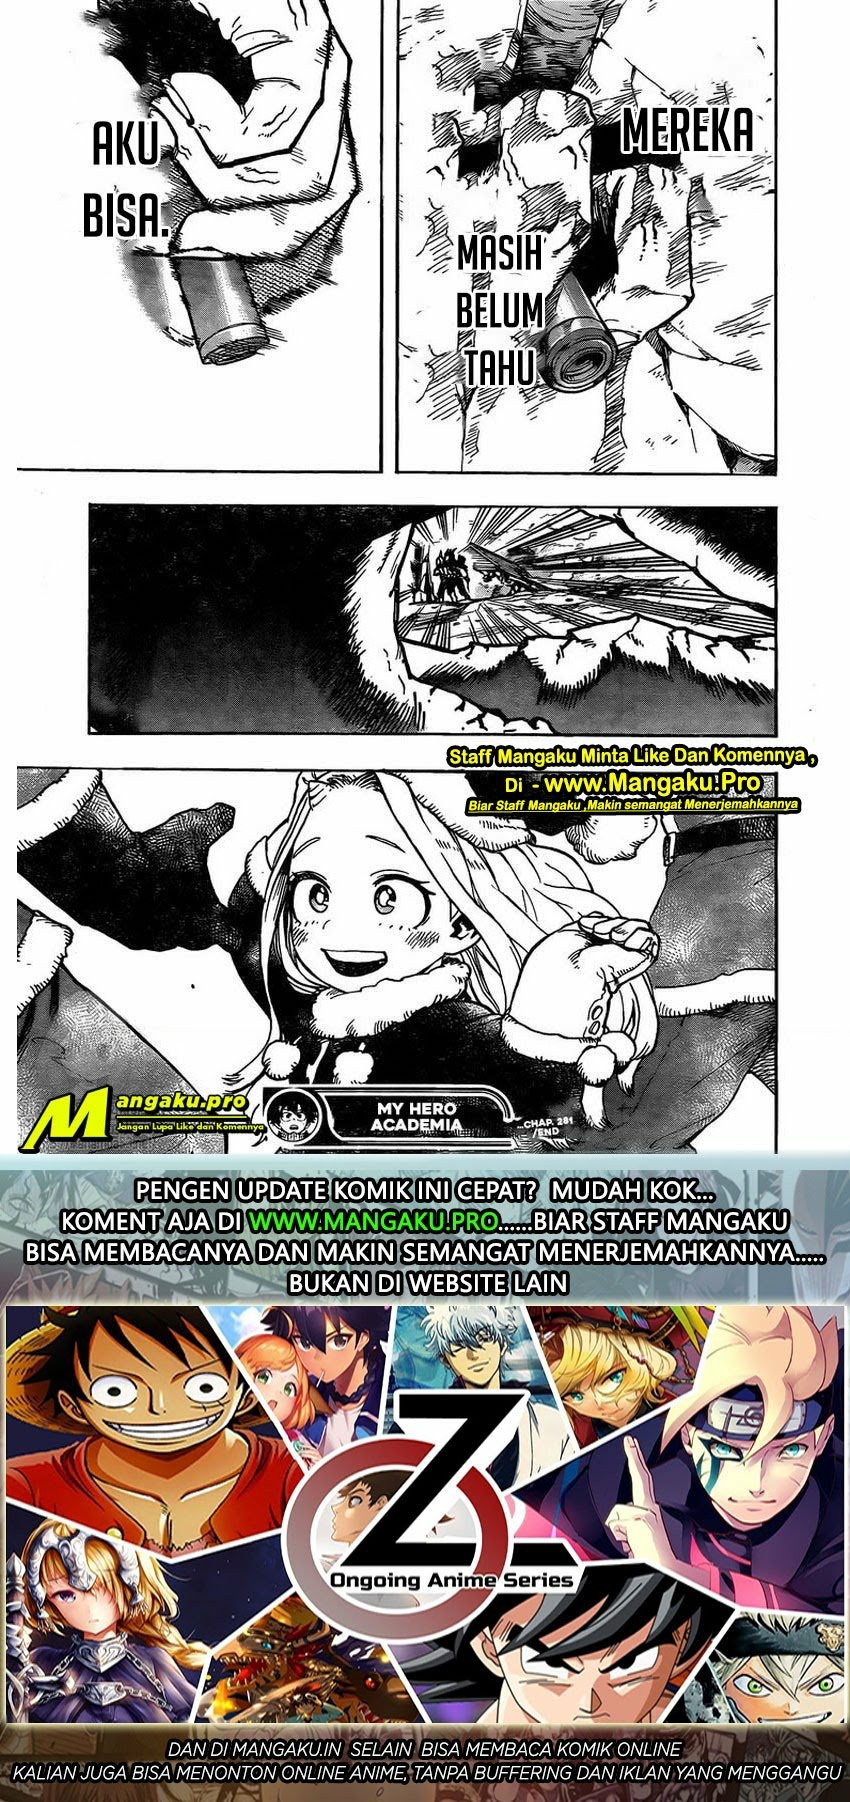 MEREKA
MASIH
BELUM
TAHU
AKU
BISA.
Staff Mangaku Minta Like Dan Komennya ,
Di - www.Mangaku.Pro
Biar Staff Mangaku ,Makin semangat Menerjemahkannya
Mangaku.pro
Jangan Lupa Like dan Komennya
MY HERO
ACADEMIA
...CHAP. 281
/END
PENGEN UPDATE KOMIK INI CEPAT? MUDAH KOK...
KOMENT AJA DI WWW.MANGAKU.PRO......BIAR STAFF MANGAKU
BISA MEMBACANYA DAN MAKIN SEMANGAT MENERJEMAHKANNYA.....
BUKAN DI WEBSITE LAIN
Z
Ongoing Anime Series
DAN DI MANGAKU.IN SELAIN BISA MEMBACA KOMIK ONLINE
KALIAN JUGA BISA MENONTON ONLINE ANIME, TANPA BUFFERING DAN IKLAN YANG MENGGANGU